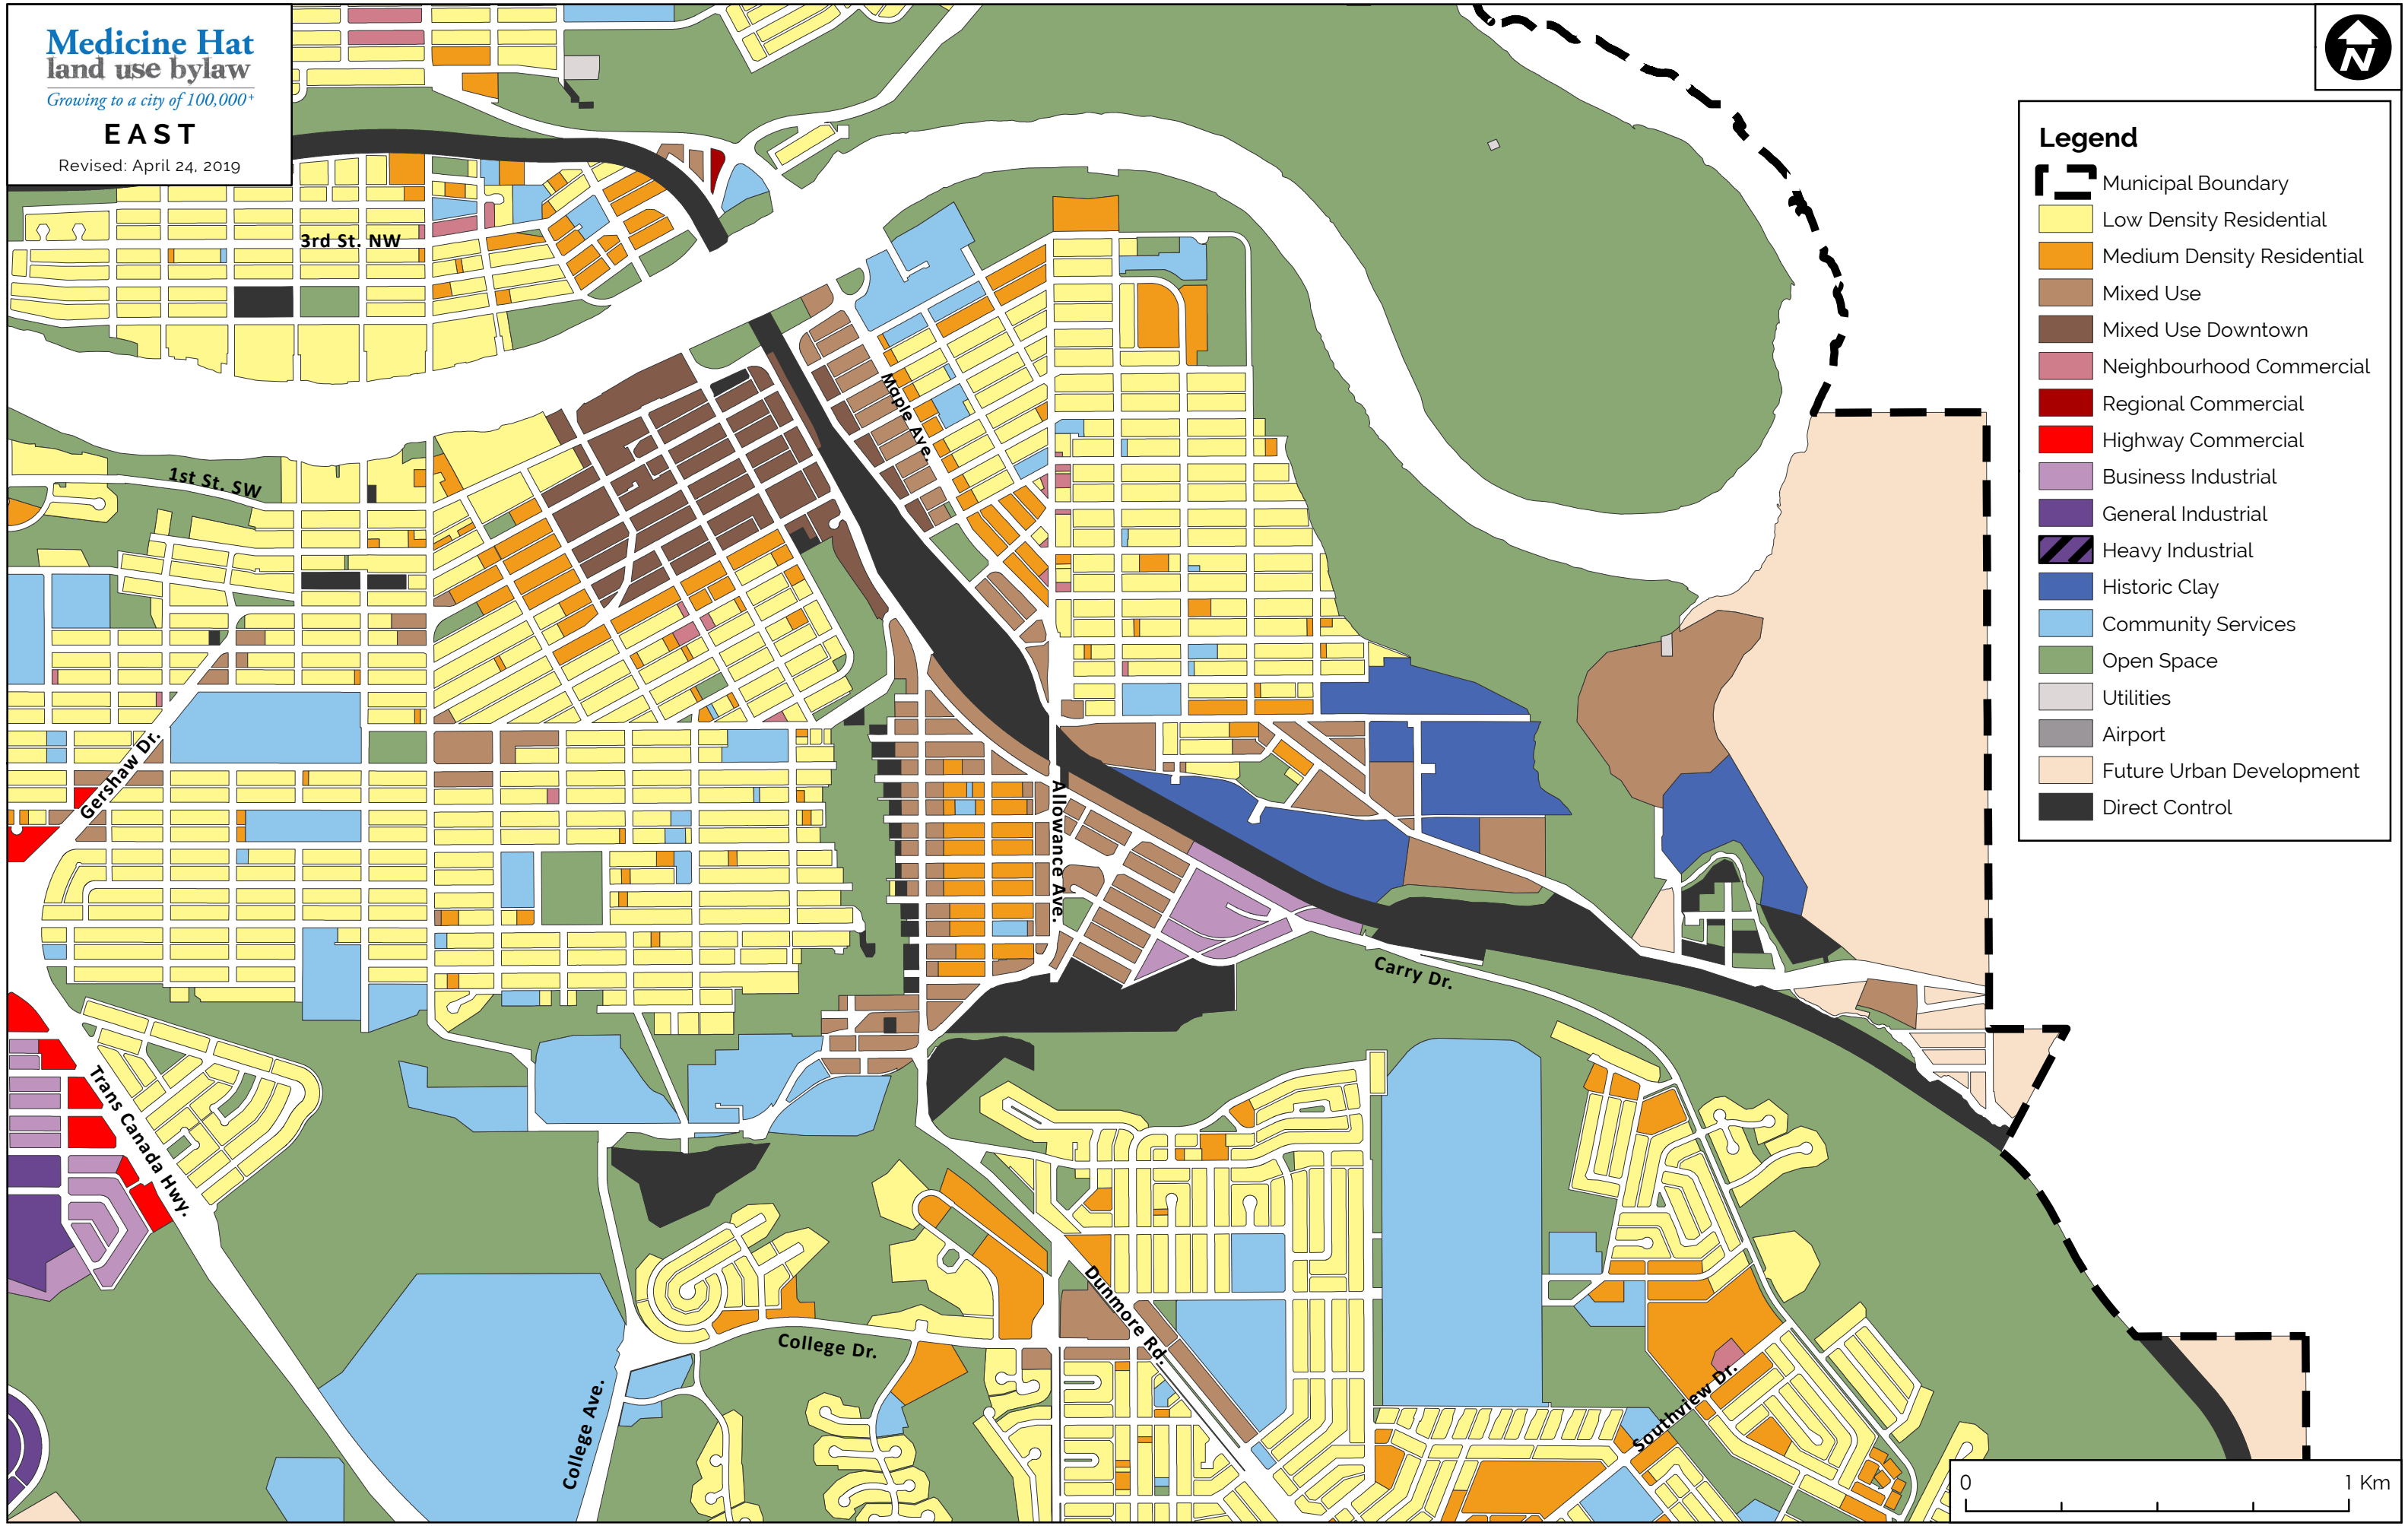 Medicine Hat
land use bylaw
Growing to a city of 100,000+
EAST
Revised: April 24, 2019
N
Legend
Municipal Boundary
Low Density Residential
Medium Density Residential
Mixed Use
Mixed Use Downtown
Neighbourhood Commercial
Regional Commercial
Highway Commercial
Business Industrial
General Industrial
Heavy Industrial
Historic Clay
Community Services
Open Space
Utilities
Airport
Future Urban Development
Direct Control
3rd St. NW
Maple Ave.
1st St. SW
Gershaw Dr.
Allowance Ave.
Carry Dr.
Trans Canada Hwy.
Dunmore Rd.
College Dr.
College Ave.
Southview Dr.
0 1 Km